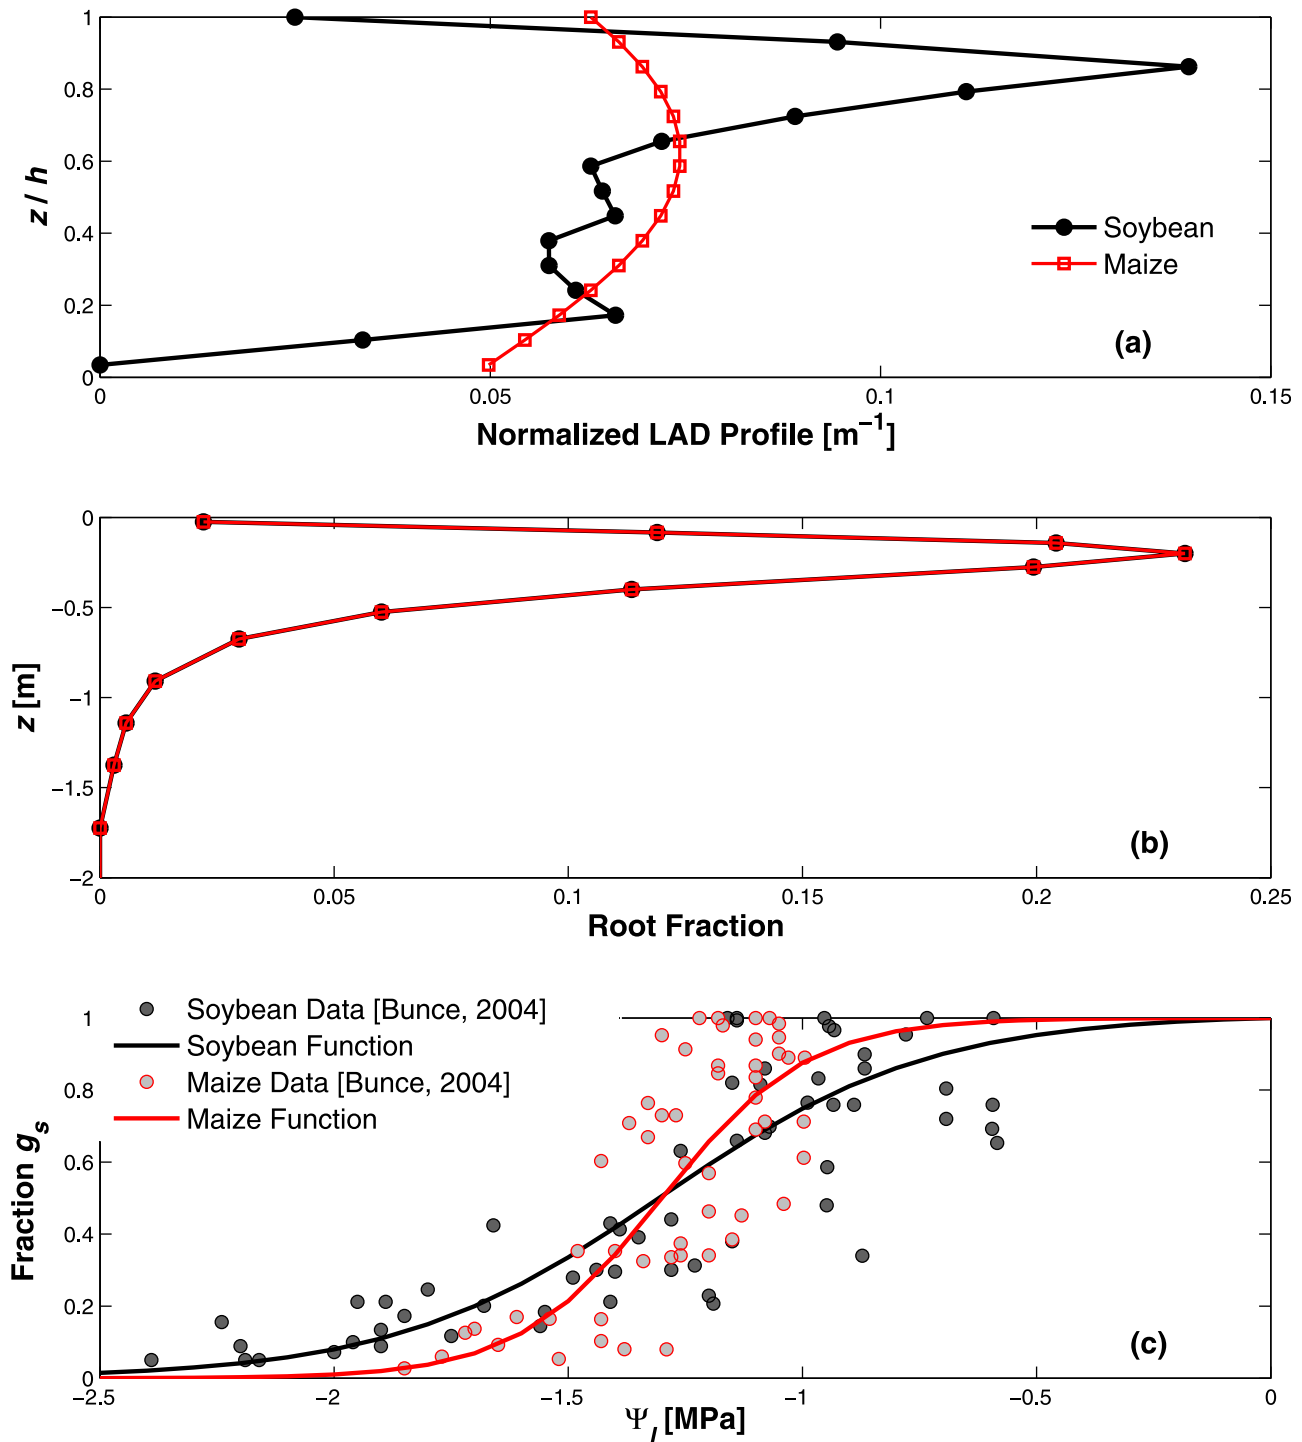 1
0.8
0.6
0.4
0.2
0
z / h
0
0.05
0.1
0.15
Normalized LAD Profile [m−1]
Soybean
Maize
(a)
0
−0.5
−1
−1.5
−2
z [m]
0
0.05
0.1
0.15
0.2
0.25
Root Fraction
(b)
Soybean Data [Bunce, 2004]
Soybean Function
Maize Data [Bunce, 2004]
Maize Function
1
0.8
0.6
0.4
0.2
0
Fraction gs
−2.5
−2
−1.5
−1
−0.5
0
Ψl [MPa]
(c)